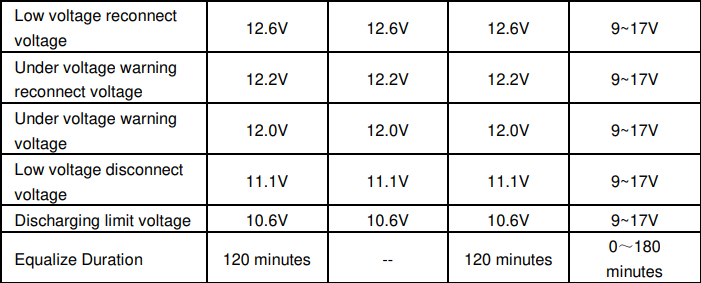 Low voltage reconnect voltage 12.6V 12.6V 12.6V 9~17V
Under voltage warning reconnect voltage 12.2V 12.2V 12.2V 9~17V
Under voltage warning voltage 12.0V 12.0V 12.0V 9~17V
Low voltage disconnect voltage 11.1V 11.1V 11.1V 9~17V
Discharging limit voltage 10.6V 10.6V 10.6V 9~17V
Equalize Duration 120 minutes -- 120 minutes 0～180 minutes